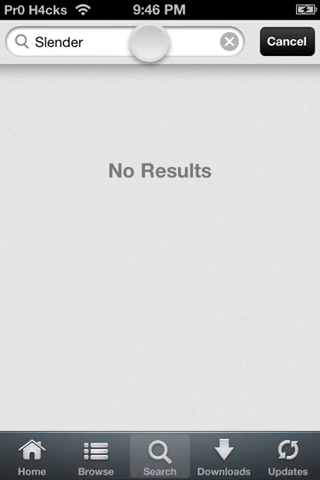 Pr0 H4cks 9:46 PM
Slender Cancel
No Results
Home Browse Search Downloads Updates